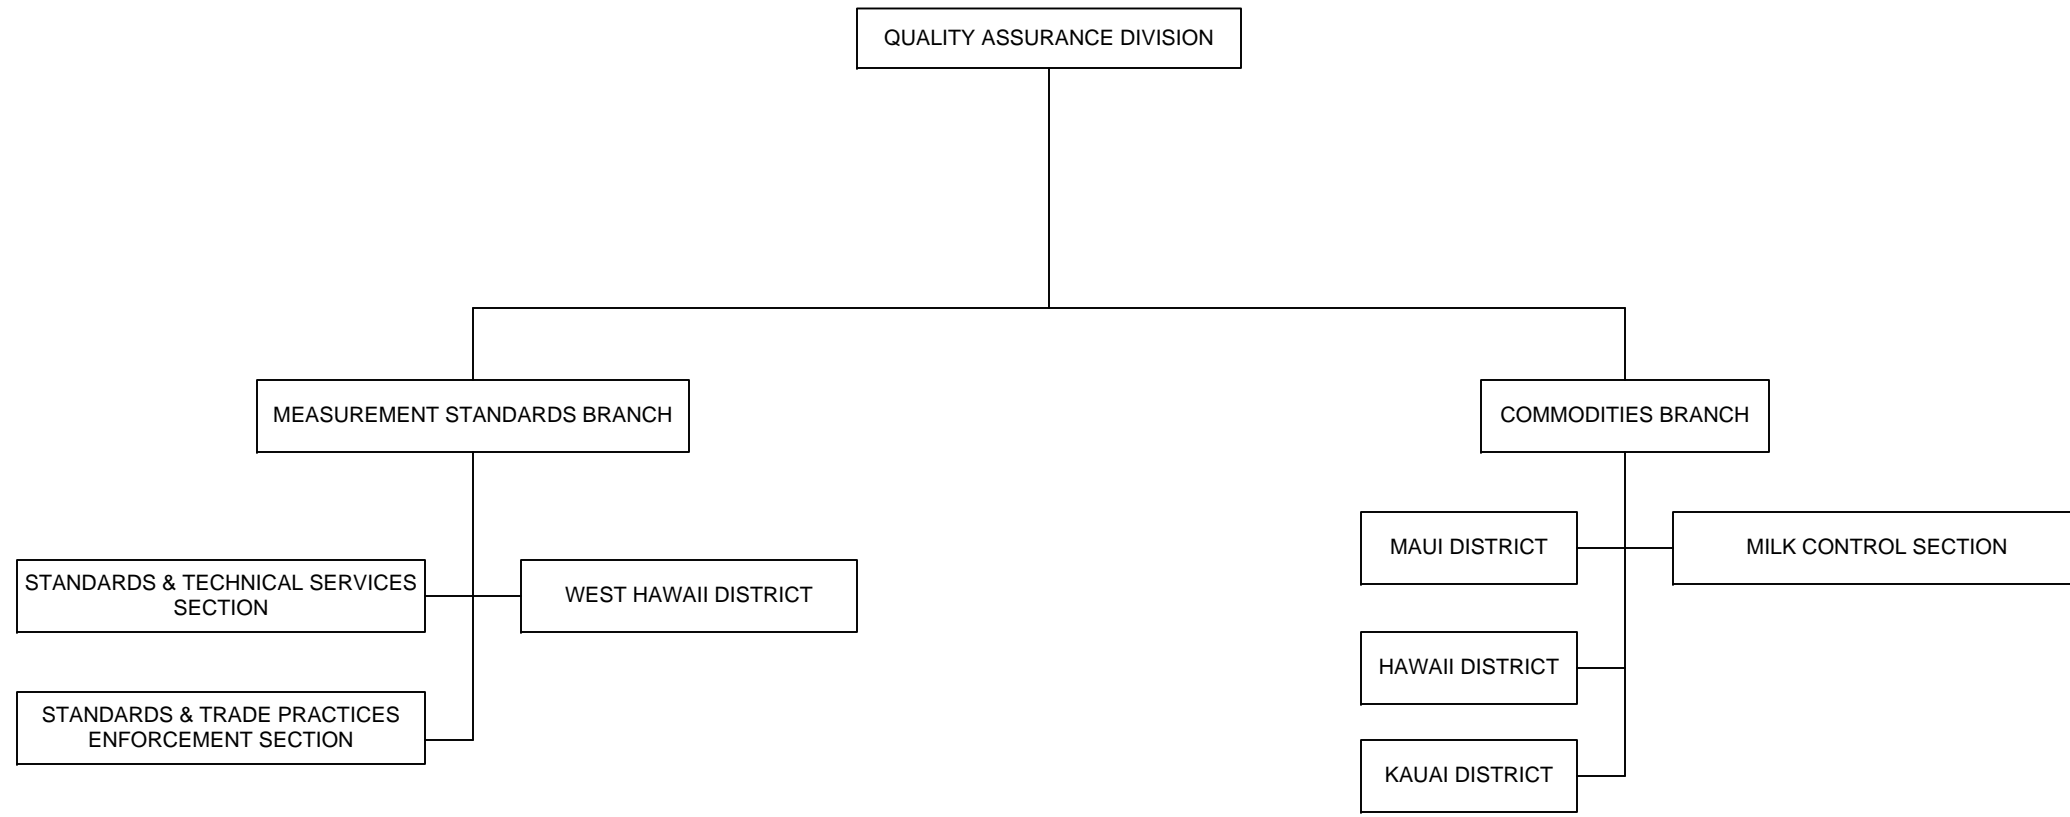 QUALITY ASSURANCE DIVISION
MEASUREMENT STANDARDS BRANCH
COMMODITIES BRANCH
MAUI DISTRICT
MILK CONTROL SECTION
STANDARDS & TECHNICAL SERVICES
SECTION
WEST HAWAII DISTRICT
HAWAII DISTRICT
STANDARDS & TRADE PRACTICES
ENFORCEMENT SECTION
KAUAI DISTRICT